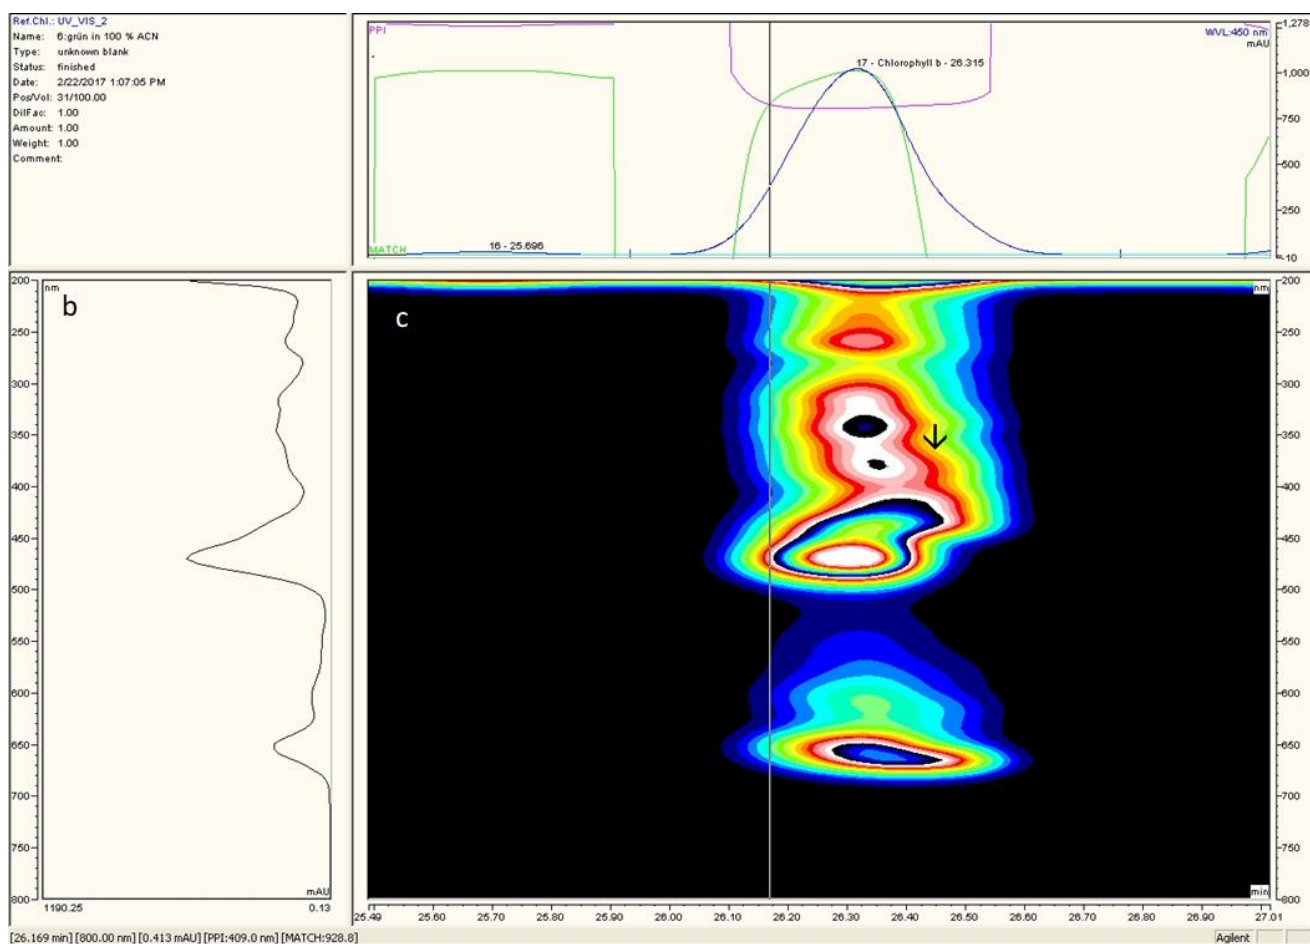 Ref.Chl.: UV_VIS_2
Name: 6:grün in 100 % ACN
Type: unknown blank
Status: finished
Date: 2/22/2017 1:07:05 PM
Pos/Vol: 31/100.00
DilFac: 1.00
Amount: 1.00
Weight: 1.00
Comment:
PPI
WVL:450 nm
mAU
17 - Chlorophyll b - 26.315
16 - 25.696
MATCH
1,278
1,000
750
500
250
-10
nm
b
200
250
300
350
400
450
500
550
600
650
700
750
800
mAU
1190.25
0.13
c
nm
min
200
250
300
350
400
450
500
550
600
650
700
750
800
25.49
25.60
25.70
25.80
25.90
26.00
26.10
26.20
26.30
26.40
26.50
26.60
26.70
26.80
26.90
27.01
[26.169 min] [800.00 nm] [0.413 mAU] [PPI:409.0 nm] [MATCH:928.8]
Agilent